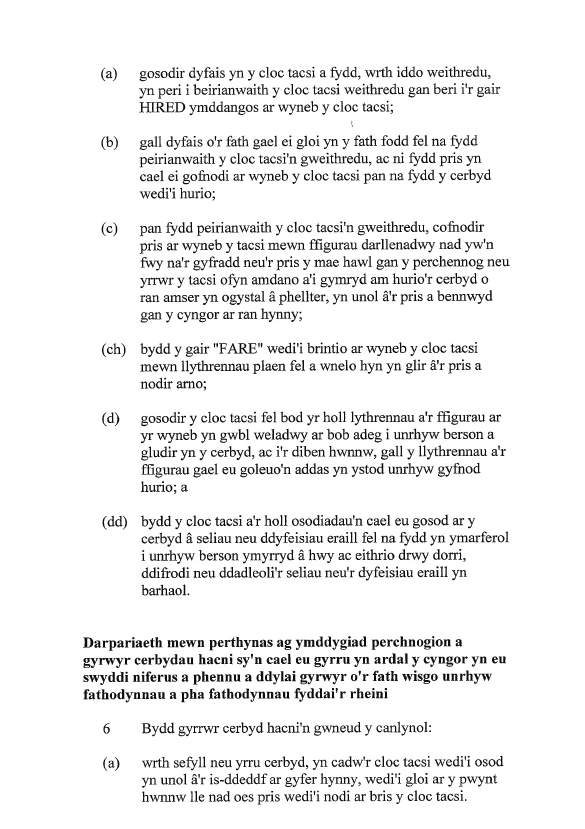 (a) gosodir dyfais yn y cloc tacsi a fydd, wrth iddo weithredu,
yn peri i beirianwaith y cloc tacsi weithredu gan beri i'r gair
HIRED ymddangos ar wyneb y cloc tacsi;
(b) gall dyfais o'r fath gael ei gloi yn y fath fodd fel na fydd
peirianwaith y cloc tacsi'n gweithredu, ac ni fydd pris yn
cael ei gofnodi ar wyneb y cloc tacsi pan na fydd y cerbyd
wedi'i hurio;
(c) pan fydd peirianwaith y cloc tacsi'n gweithredu, cofnodir
pris ar wyneb y tacsi mewn ffigurau darllenadwy nad yw'n
fwy na'r gyfradd neu'r pris y mae hawl gan y perchennog neu
yrrwr y tacsi ofyn amdano a'i gymryd am hurio'r cerbyd o
ran amser yn ogystal â phellter, yn unol â'r pris a bennwyd
gan y cyngor ar ran hynny;
(ch) bydd y gair "FARE" wedi'i brintio ar wyneb y cloc tacsi
mewn llythrennau plaen fel a wnelo hyn yn glir â'r pris a
nodir arno;
(d) gosodir y cloc tacsi fel bod yr holl lythrennau a'r ffigurau ar
yr wyneb yn gwbl weladwy ar bob adeg i unrhyw berson a
gludir yn y cerbyd, ac i'r diben hwnnw, gall y llythrennau a'r
ffigurau gael eu goleuo'n addas yn ystod unrhyw gyfnod
hurio; a
(dd) bydd y cloc tacsi a'r holl osodiadau'n cael eu gosod ar y
cerbyd â seliau neu ddyfeisiau eraill fel na fydd yn ymarferol
i unrhyw berson ymyrryd â hwy ac eithrio drwy dorri,
ddifrodi neu ddadleoli'r seliau neu'r dyfeisiau eraill yn
barhaol.
Darpariaeth mewn perthynas ag ymddygiad perchnogion a
gyrwyr cerbydau hacni sy'n cael eu gyrru yn ardal y cyngor yn eu
swyddi niferus a phennu a ddylai gyrwyr o'r fath wisgo unrhyw
fathodynnau a pha fathodynnau fyddai'r rheini
6 Bydd gyrrwr cerbyd hacni'n gwneud y canlynol:
(a) wrth sefyll neu yrru cerbyd, yn cadw'r cloc tacsi wedi'i osod
yn unol â'r is-ddeddf ar gyfer hynny, wedi'i gloi ar y pwynt
hwnnw lle nad oes pris wedi'i nodi ar bris y cloc tacsi.